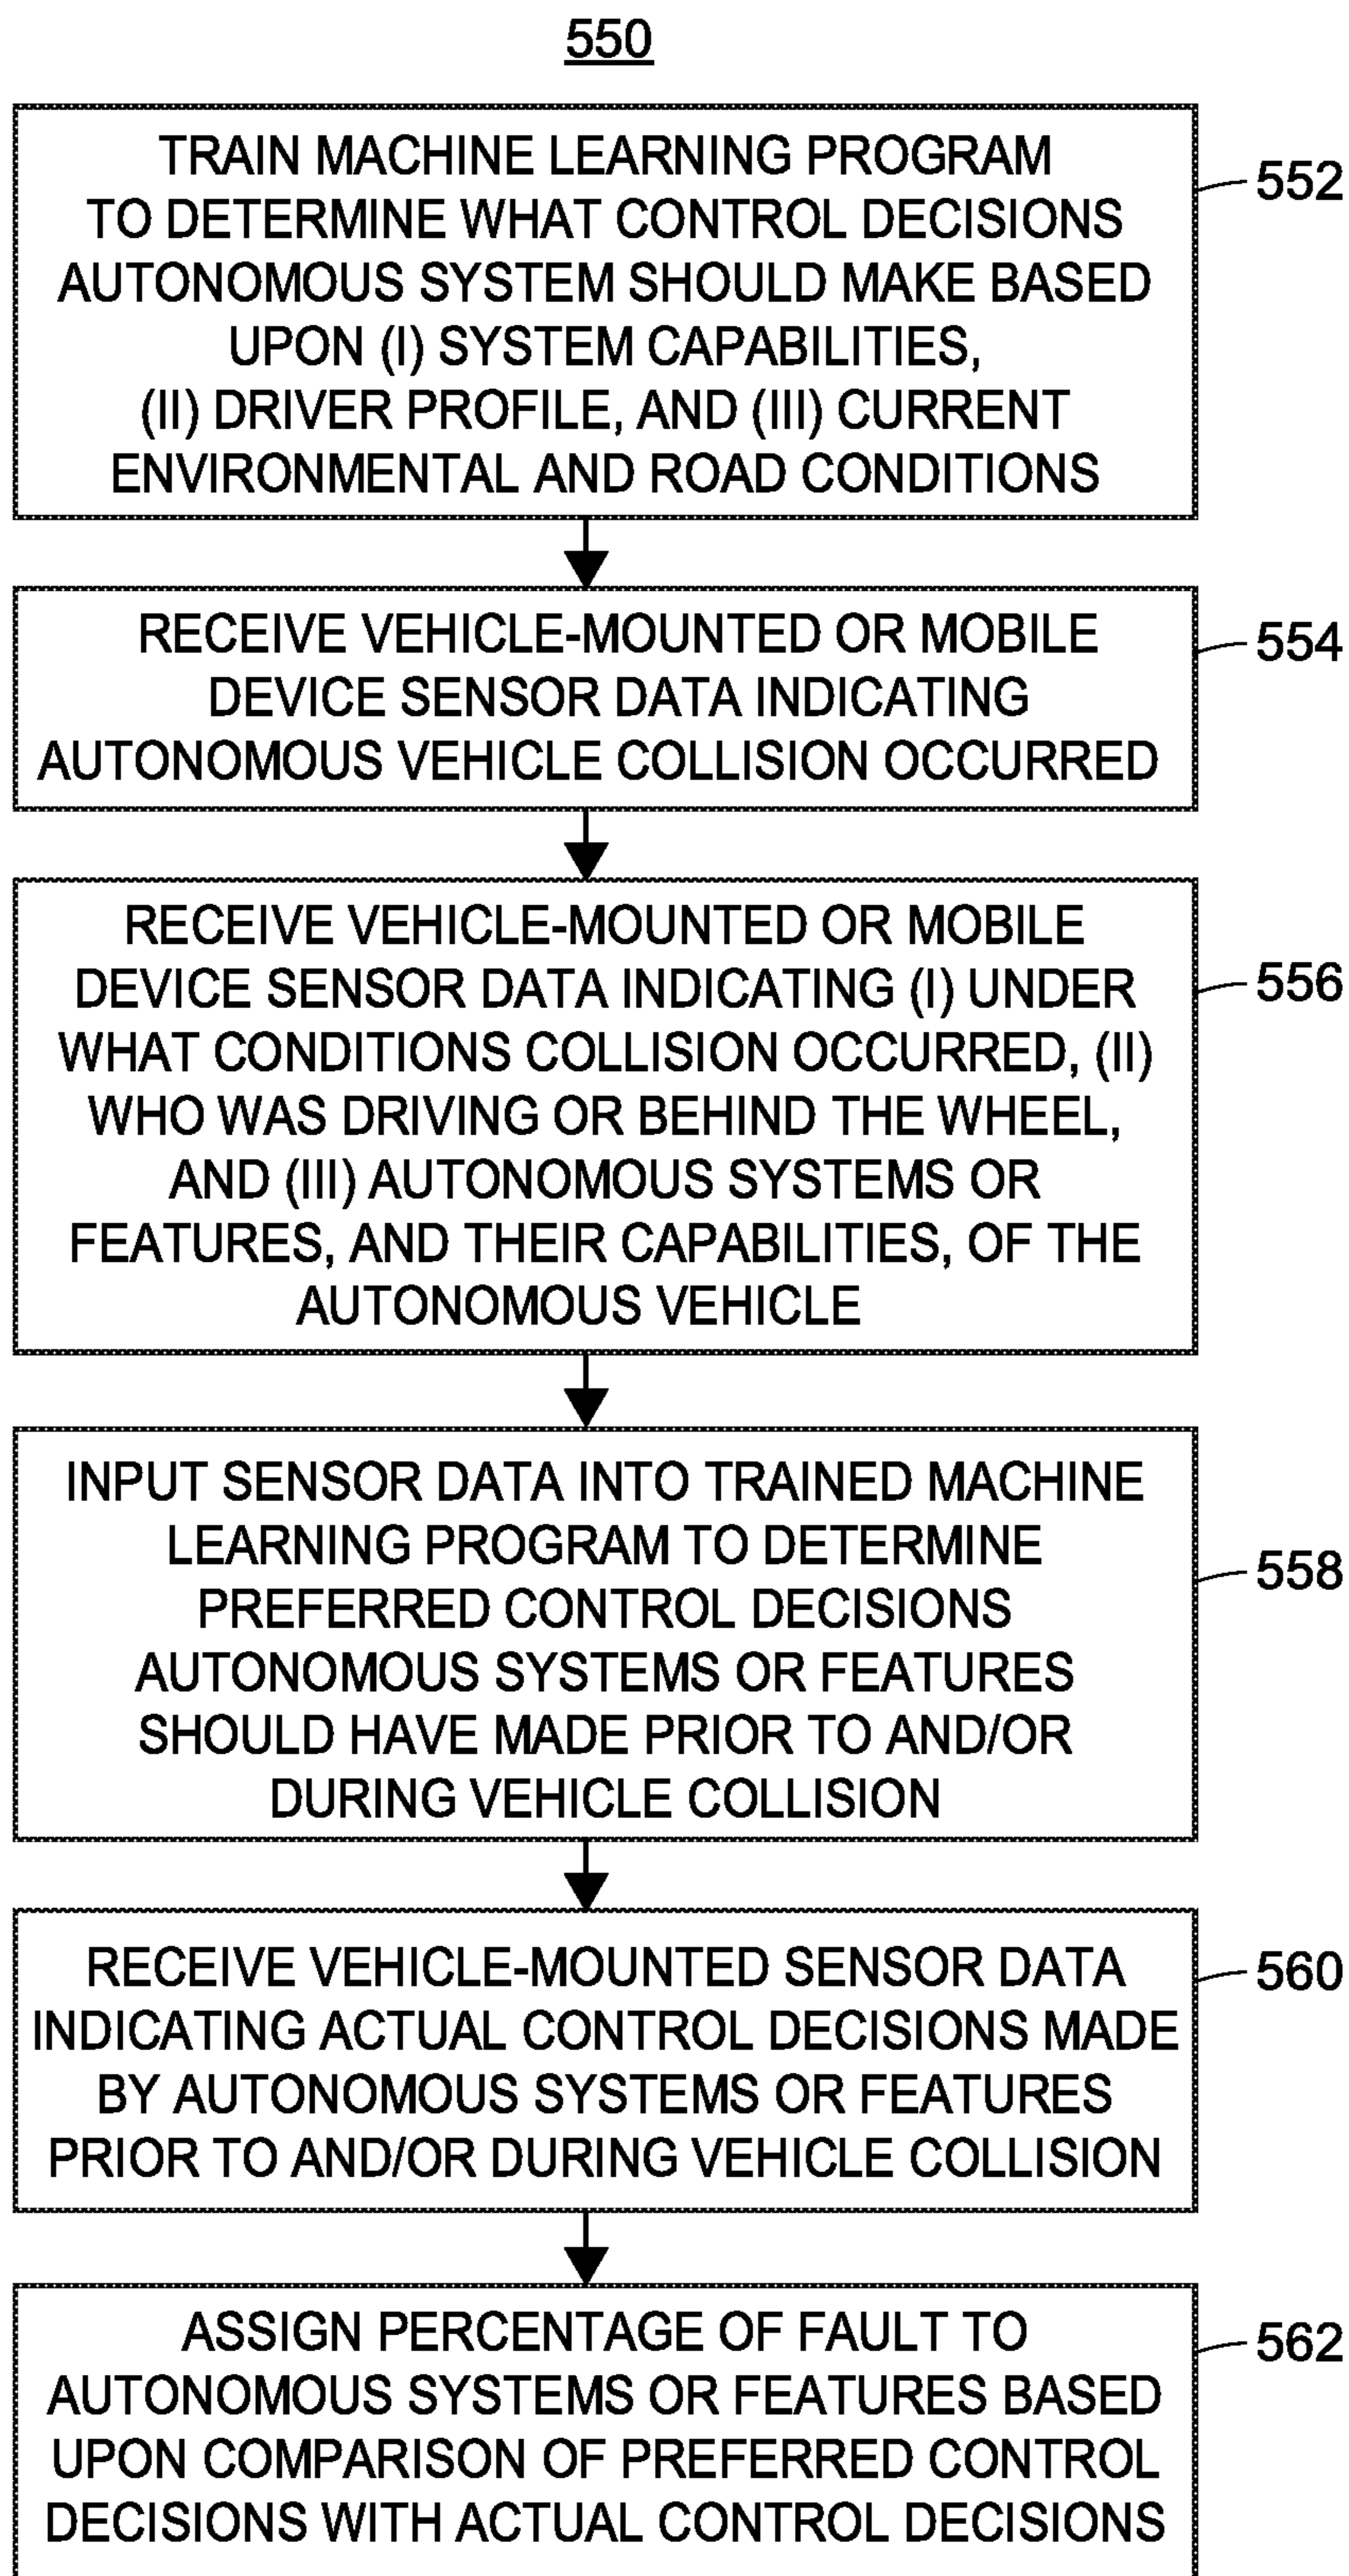 550
TRAIN MACHINE LEARNING PROGRAM
TO DETERMINE WHAT CONTROL DECISIONS
AUTONOMOUS SYSTEM SHOULD MAKE BASED
UPON (I) SYSTEM CAPABILITIES,
(II) DRIVER PROFILE, AND (III) CURRENT
ENVIRONMENTAL AND ROAD CONDITIONS
552
RECEIVE VEHICLE-MOUNTED OR MOBILE
DEVICE SENSOR DATA INDICATING
AUTONOMOUS VEHICLE COLLISION OCCURRED
554
RECEIVE VEHICLE-MOUNTED OR MOBILE
DEVICE SENSOR DATA INDICATING (I) UNDER
WHAT CONDITIONS COLLISION OCCURRED, (II)
WHO WAS DRIVING OR BEHIND THE WHEEL,
AND (III) AUTONOMOUS SYSTEMS OR
FEATURES, AND THEIR CAPABILITIES, OF THE
AUTONOMOUS VEHICLE
556
INPUT SENSOR DATA INTO TRAINED MACHINE
LEARNING PROGRAM TO DETERMINE
PREFERRED CONTROL DECISIONS
AUTONOMOUS SYSTEMS OR FEATURES
SHOULD HAVE MADE PRIOR TO AND/OR
DURING VEHICLE COLLISION
558
RECEIVE VEHICLE-MOUNTED SENSOR DATA
INDICATING ACTUAL CONTROL DECISIONS MADE
BY AUTONOMOUS SYSTEMS OR FEATURES
PRIOR TO AND/OR DURING VEHICLE COLLISION
560
ASSIGN PERCENTAGE OF FAULT TO
AUTONOMOUS SYSTEMS OR FEATURES BASED
UPON COMPARISON OF PREFERRED CONTROL
DECISIONS WITH ACTUAL CONTROL DECISIONS
562